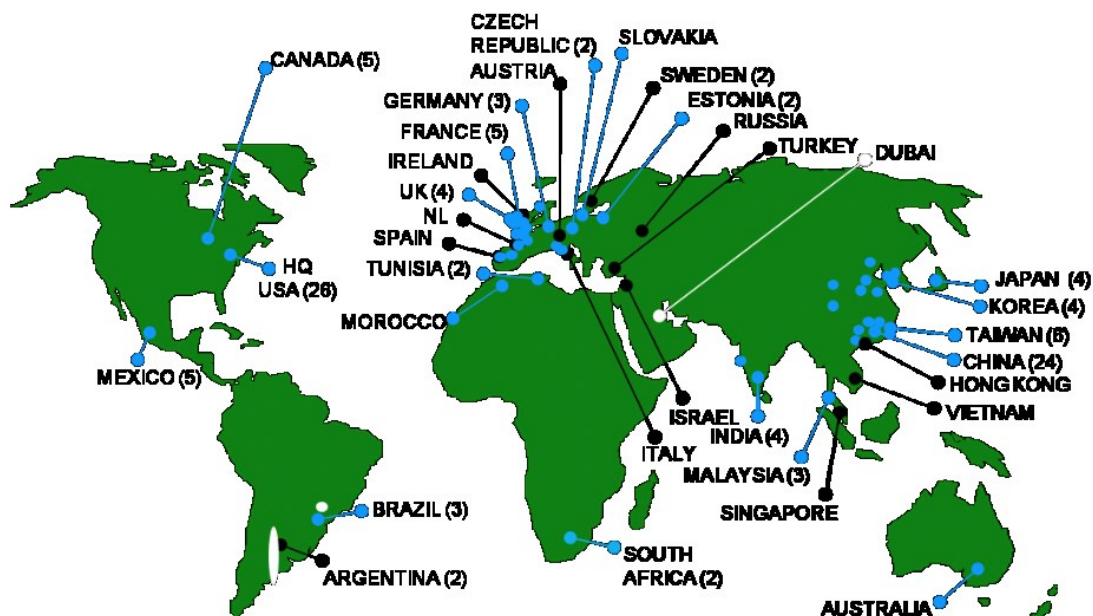 CZECH
REPUBLIC (2)
SLOVAKIA
CANADA (5)
AUSTRIA
SWEDEN (2)
GERMANY (3)
ESTONIA (2)
FRANCE (5)
RUSSIA
IRELAND
TURKEY
DUBAI
UK (4)
NL
SPAIN
TUNISIA (2)
HQ
USA (26)
JAPAN (4)
KOREA (4)
MOROCCO
TAIWAN (6)
CHINA (24)
MEXICO (5)
HONG KONG
ISRAEL
VIETNAM
INDIA (4)
ITALY
MALAYSIA (3)
SINGAPORE
BRAZIL (3)
SOUTH
AFRICA (2)
ARGENTINA (2)
AUSTRALIA